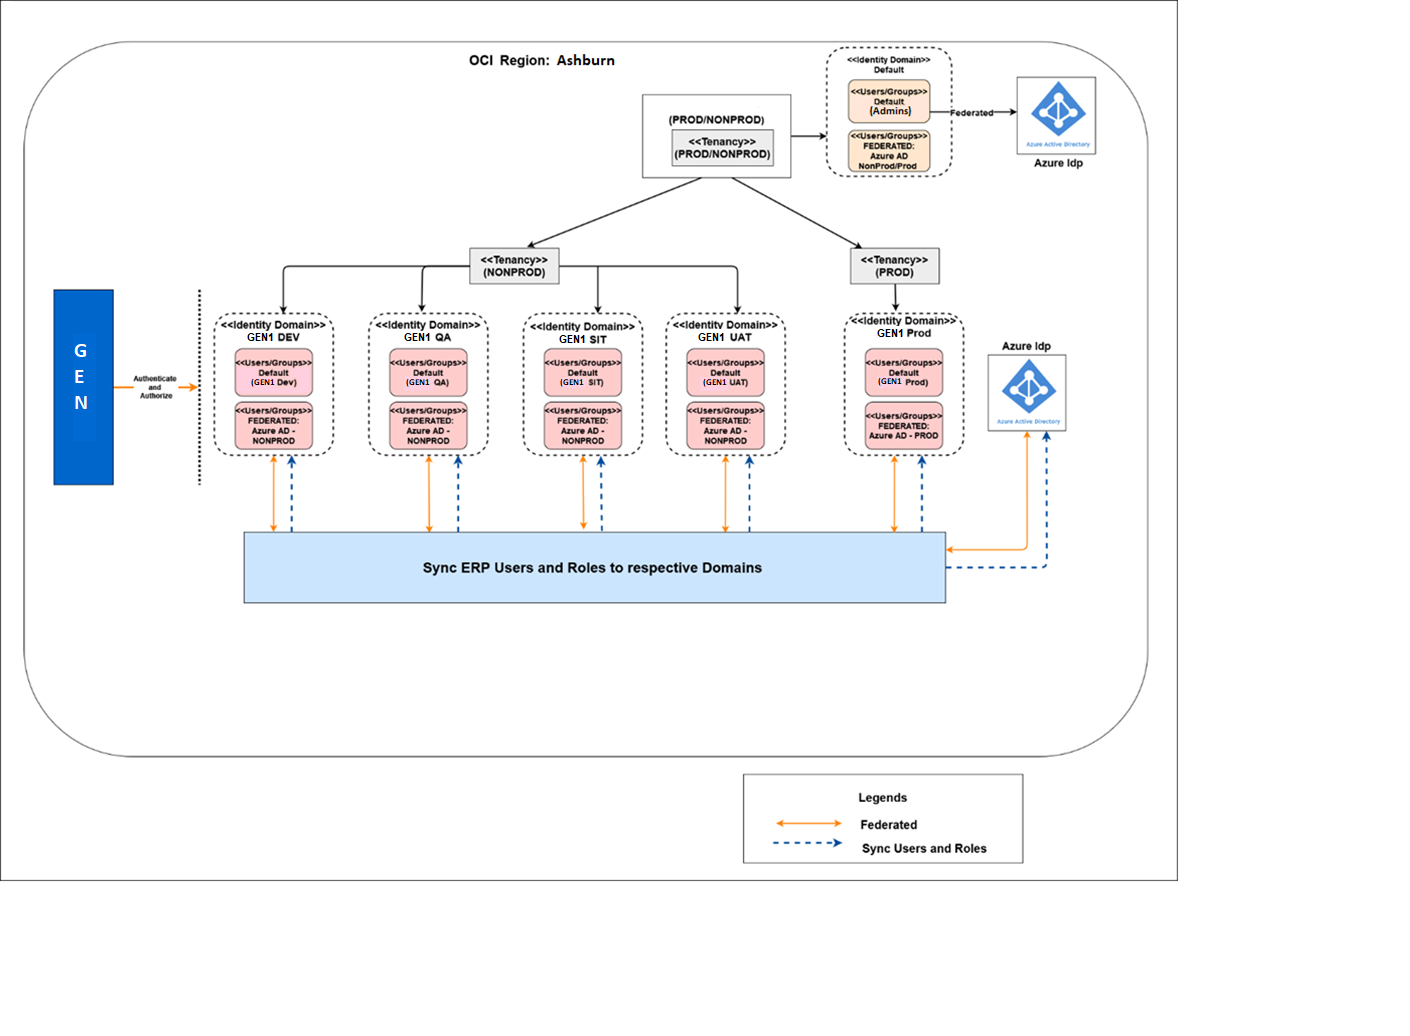 OCI Region: Ashburn
<<Identity Domain>>
Default
<<Users/Groups>>
Default
(Admins)
<<Users/Groups>>
FEDERATED:
Azure AD
NonProd/Prod
Federated
Azure Active Directory
Azure Idp
(PROD/NONPROD)
<<Tenancy>>
(PROD/NONPROD)
<<Tenancy>>
(NONPROD)
<<Tenancy>>
(PROD)
G
E
N
Authenticate
and
Authorize
<<Identity Domain>>
GEN1 DEV
<<Users/Groups>>
Default
(GEN1 Dev)
<<Users/Groups>>
FEDERATED:
Azure AD -
NONPROD
<<Identity Domain>>
GEN1 QA
<<Users/Groups>>
Default
(GEN1 QA)
<<Users/Groups>>
FEDERATED:
Azure AD -
NONPROD
<<Identity Domain>>
GEN1 SIT
<<Users/Groups>>
Default
(GEN1 SIT)
<<Users/Groups>>
FEDERATED:
Azure AD -
NONPROD
<<Identity Domain>>
GEN1 UAT
<<Users/Groups>>
Default
(GEN1 UAT)
<<Users/Groups>>
FEDERATED:
Azure AD -
NONPROD
<<Identity Domain>>
GEN1 Prod
<<Users/Groups>>
Default
(GEN1 Prod)
<<Users/Groups>>
FEDERATED:
Azure AD - PROD
Azure Idp
Azure Active Directory
Sync ERP Users and Roles to respective Domains
Legends
Federated
Sync Users and Roles